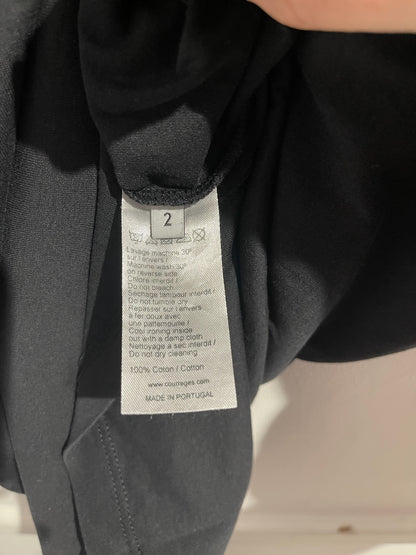 2
Lavage machine 30°
sur l envers /
Machine wash 30°
on reverse side
Chlore interdit /
Do not bleach
Séchage tambour interdit /
Do not tumble dry
Repasser sur l envers
à fer doux avec
une pattemouille /
Cool ironing inside
out with a damp cloth
Nettoyage à sec interdit /
Do not dry cleaning
100% Coton / Cotton
www.courreges.com
MADE IN PORTUGAL